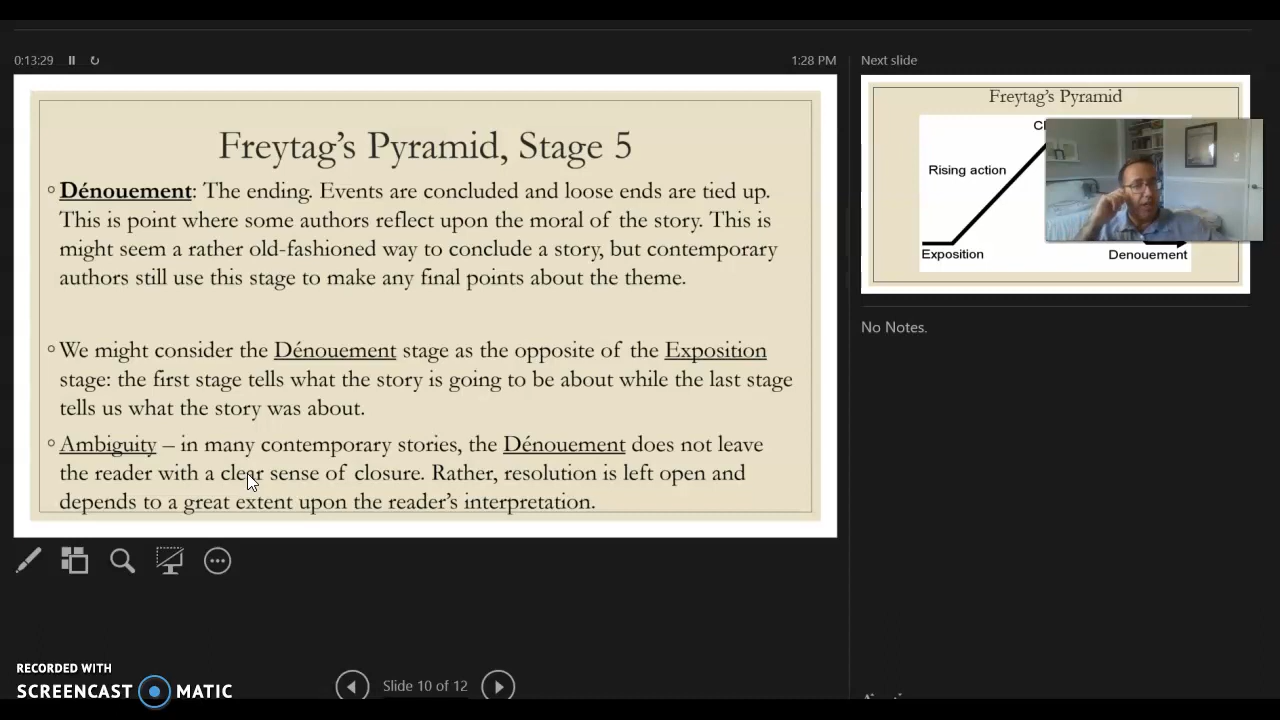 0:13:29
1:28 PM
Next slide
Freytag's Pyramid, Stage 5
Dénouement: The ending. Events are concluded and loose ends are tied up.
This is point where some authors reflect upon the moral of the story. This is
might seem a rather old-fashioned way to conclude a story, but contemporary
authors still use this stage to make any final points about the theme.
We might consider the Dénouement stage as the opposite of the Exposition
stage: the first stage tells what the story is going to be about while the last stage
tells us what the story was about.
Ambiguity – in many contemporary stories, the Dénouement does not leave
the reader with a clear sense of closure. Rather, resolution is left open and
depends to a great extent upon the reader's interpretation.
Freytag's Pyramid
Rising action
Exposition
Denouement
No Notes.
RECORDED WITH
SCREENCAST MATIC
Slide 10 of 12